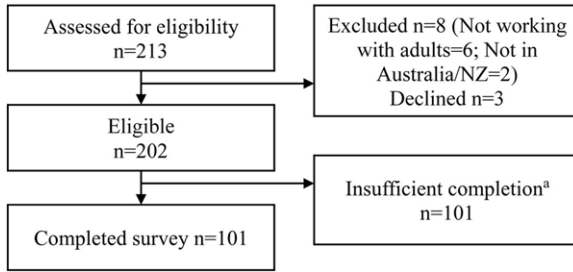 Assessed for eligibility
n=213
Excluded n=8 (Not working
with adults=6; Not in
Australia/NZ=2)
Declined n=3
Eligible
n=202
Insufficient completionᵃ
n=101
Completed survey n=101